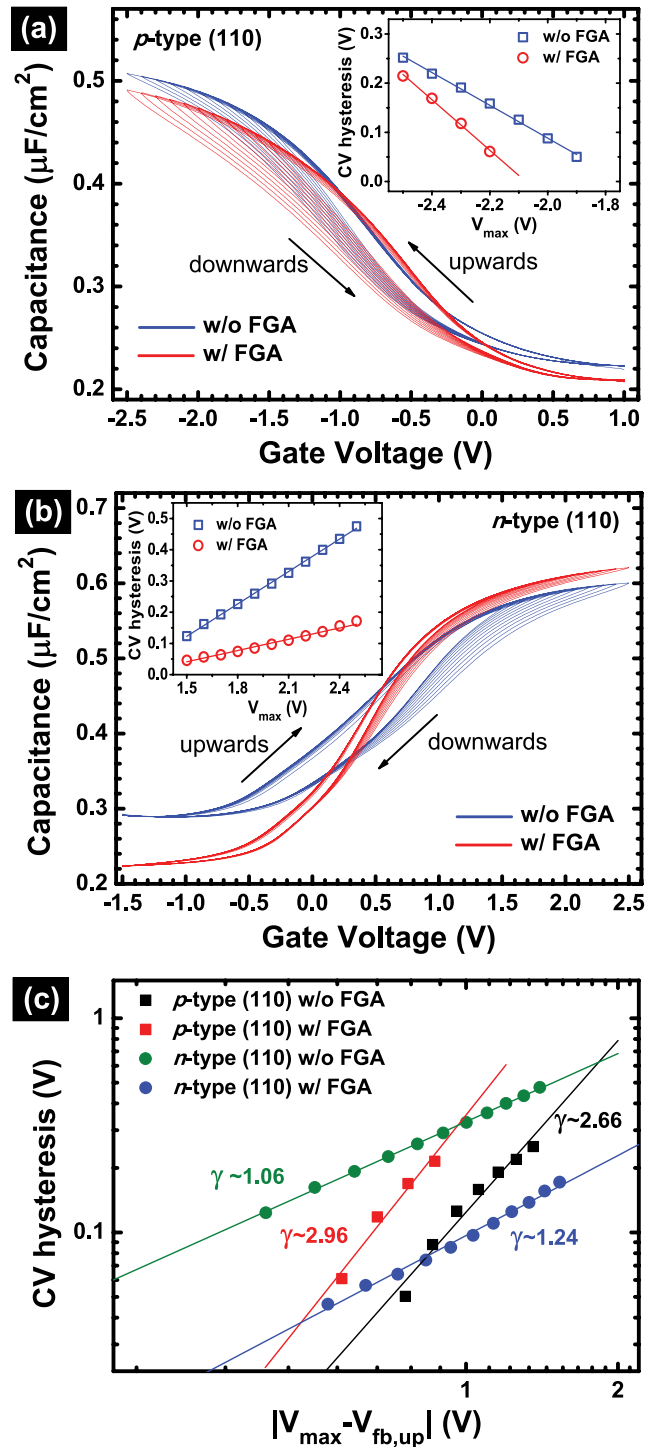 (a)
p-type (110)
Capacitance (μF/cm²)
0.5
0.4
0.3
0.2
CV hysteresis (V)
0.3
0.2
0.1
0.0
w/o FGA
w/ FGA
-2.4 -2.2 -2.0 -1.8
Vmax (V)
downwards
upwards
w/o FGA
w/ FGA
-2.5 -2.0 -1.5 -1.0 -0.5 0.0 0.5 1.0
Gate Voltage (V)
(b)
n-type (110)
Capacitance (μF/cm²)
0.7
0.6
0.5
0.4
0.3
0.2
CV hysteresis (V)
0.5
0.4
0.3
0.2
0.1
0.0
w/o FGA
w/ FGA
1.5 1.8 2.1 2.4
Vmax (V)
upwards
downwards
w/o FGA
w/ FGA
-1.5 -1.0 -0.5 0.0 0.5 1.0 1.5 2.0 2.5
Gate Voltage (V)
(c)
CV hysteresis (V)
1
0.1
p-type (110) w/o FGA
p-type (110) w/ FGA
n-type (110) w/o FGA
n-type (110) w/ FGA
γ~2.66
γ ~1.06
γ~2.96
γ~1.24
1 2
|Vmax-Vfb,up| (V)